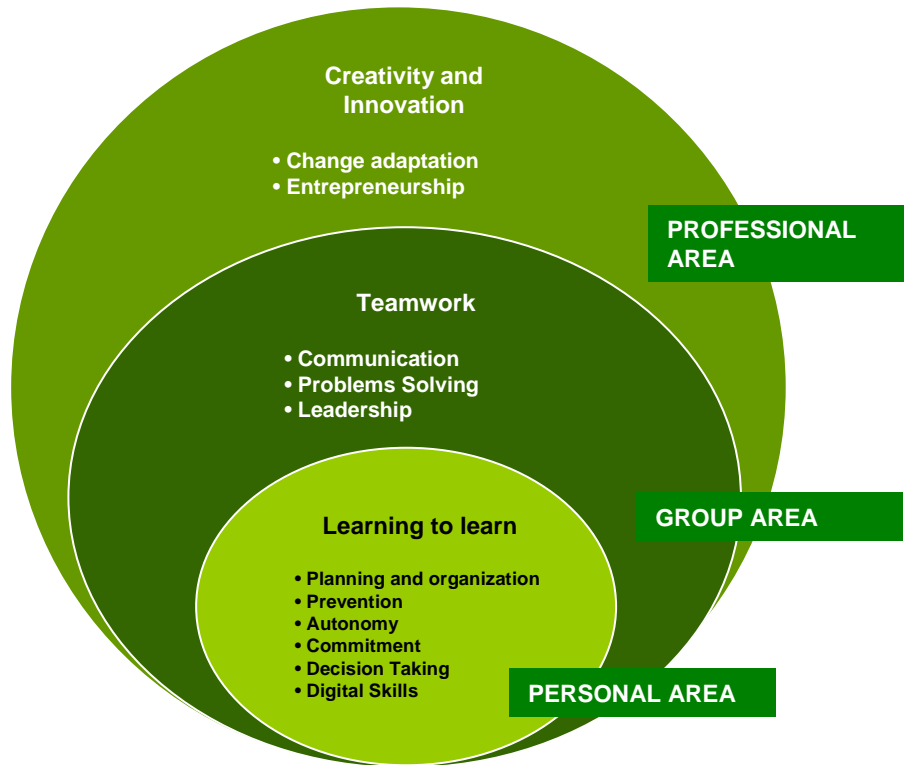 Creativity and
Innovation
• Change adaptation
• Entrepreneurship
PROFESSIONAL
AREA
Teamwork
• Communication
• Problems Solving
• Leadership
GROUP AREA
Learning to learn
• Planning and organization
• Prevention
• Autonomy
• Commitment
• Decision Taking
• Digital Skills
PERSONAL AREA